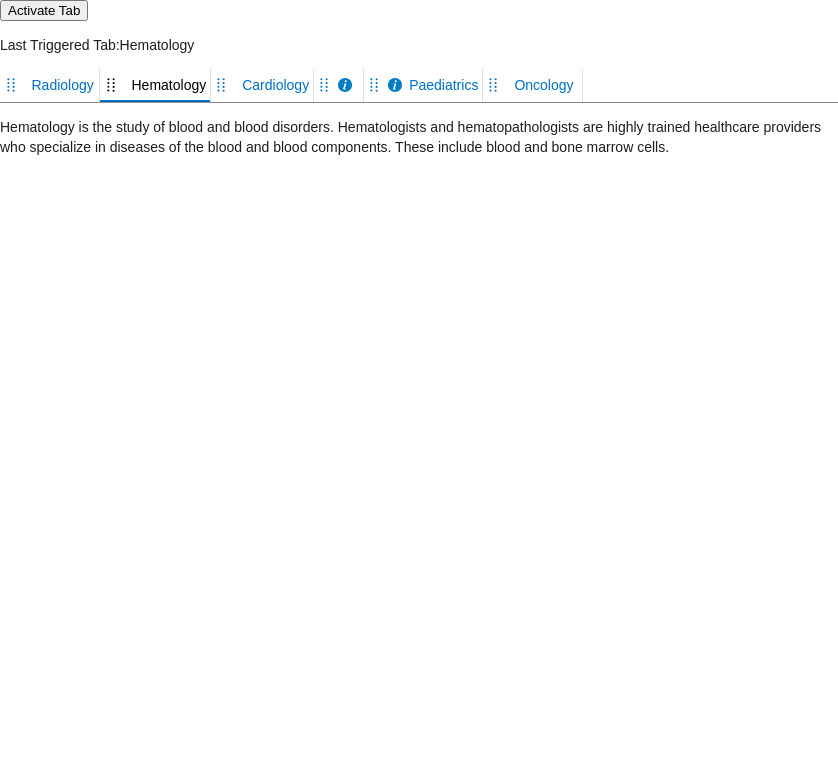 Activate Tab
Last Triggered Tab:Hematology
Radiology Hematology Cardiology Paediatrics Oncology
Hematology is the study of blood and blood disorders. Hematologists and hematopathologists are highly trained healthcare providers
who specialize in diseases of the blood and blood components. These include blood and bone marrow cells.